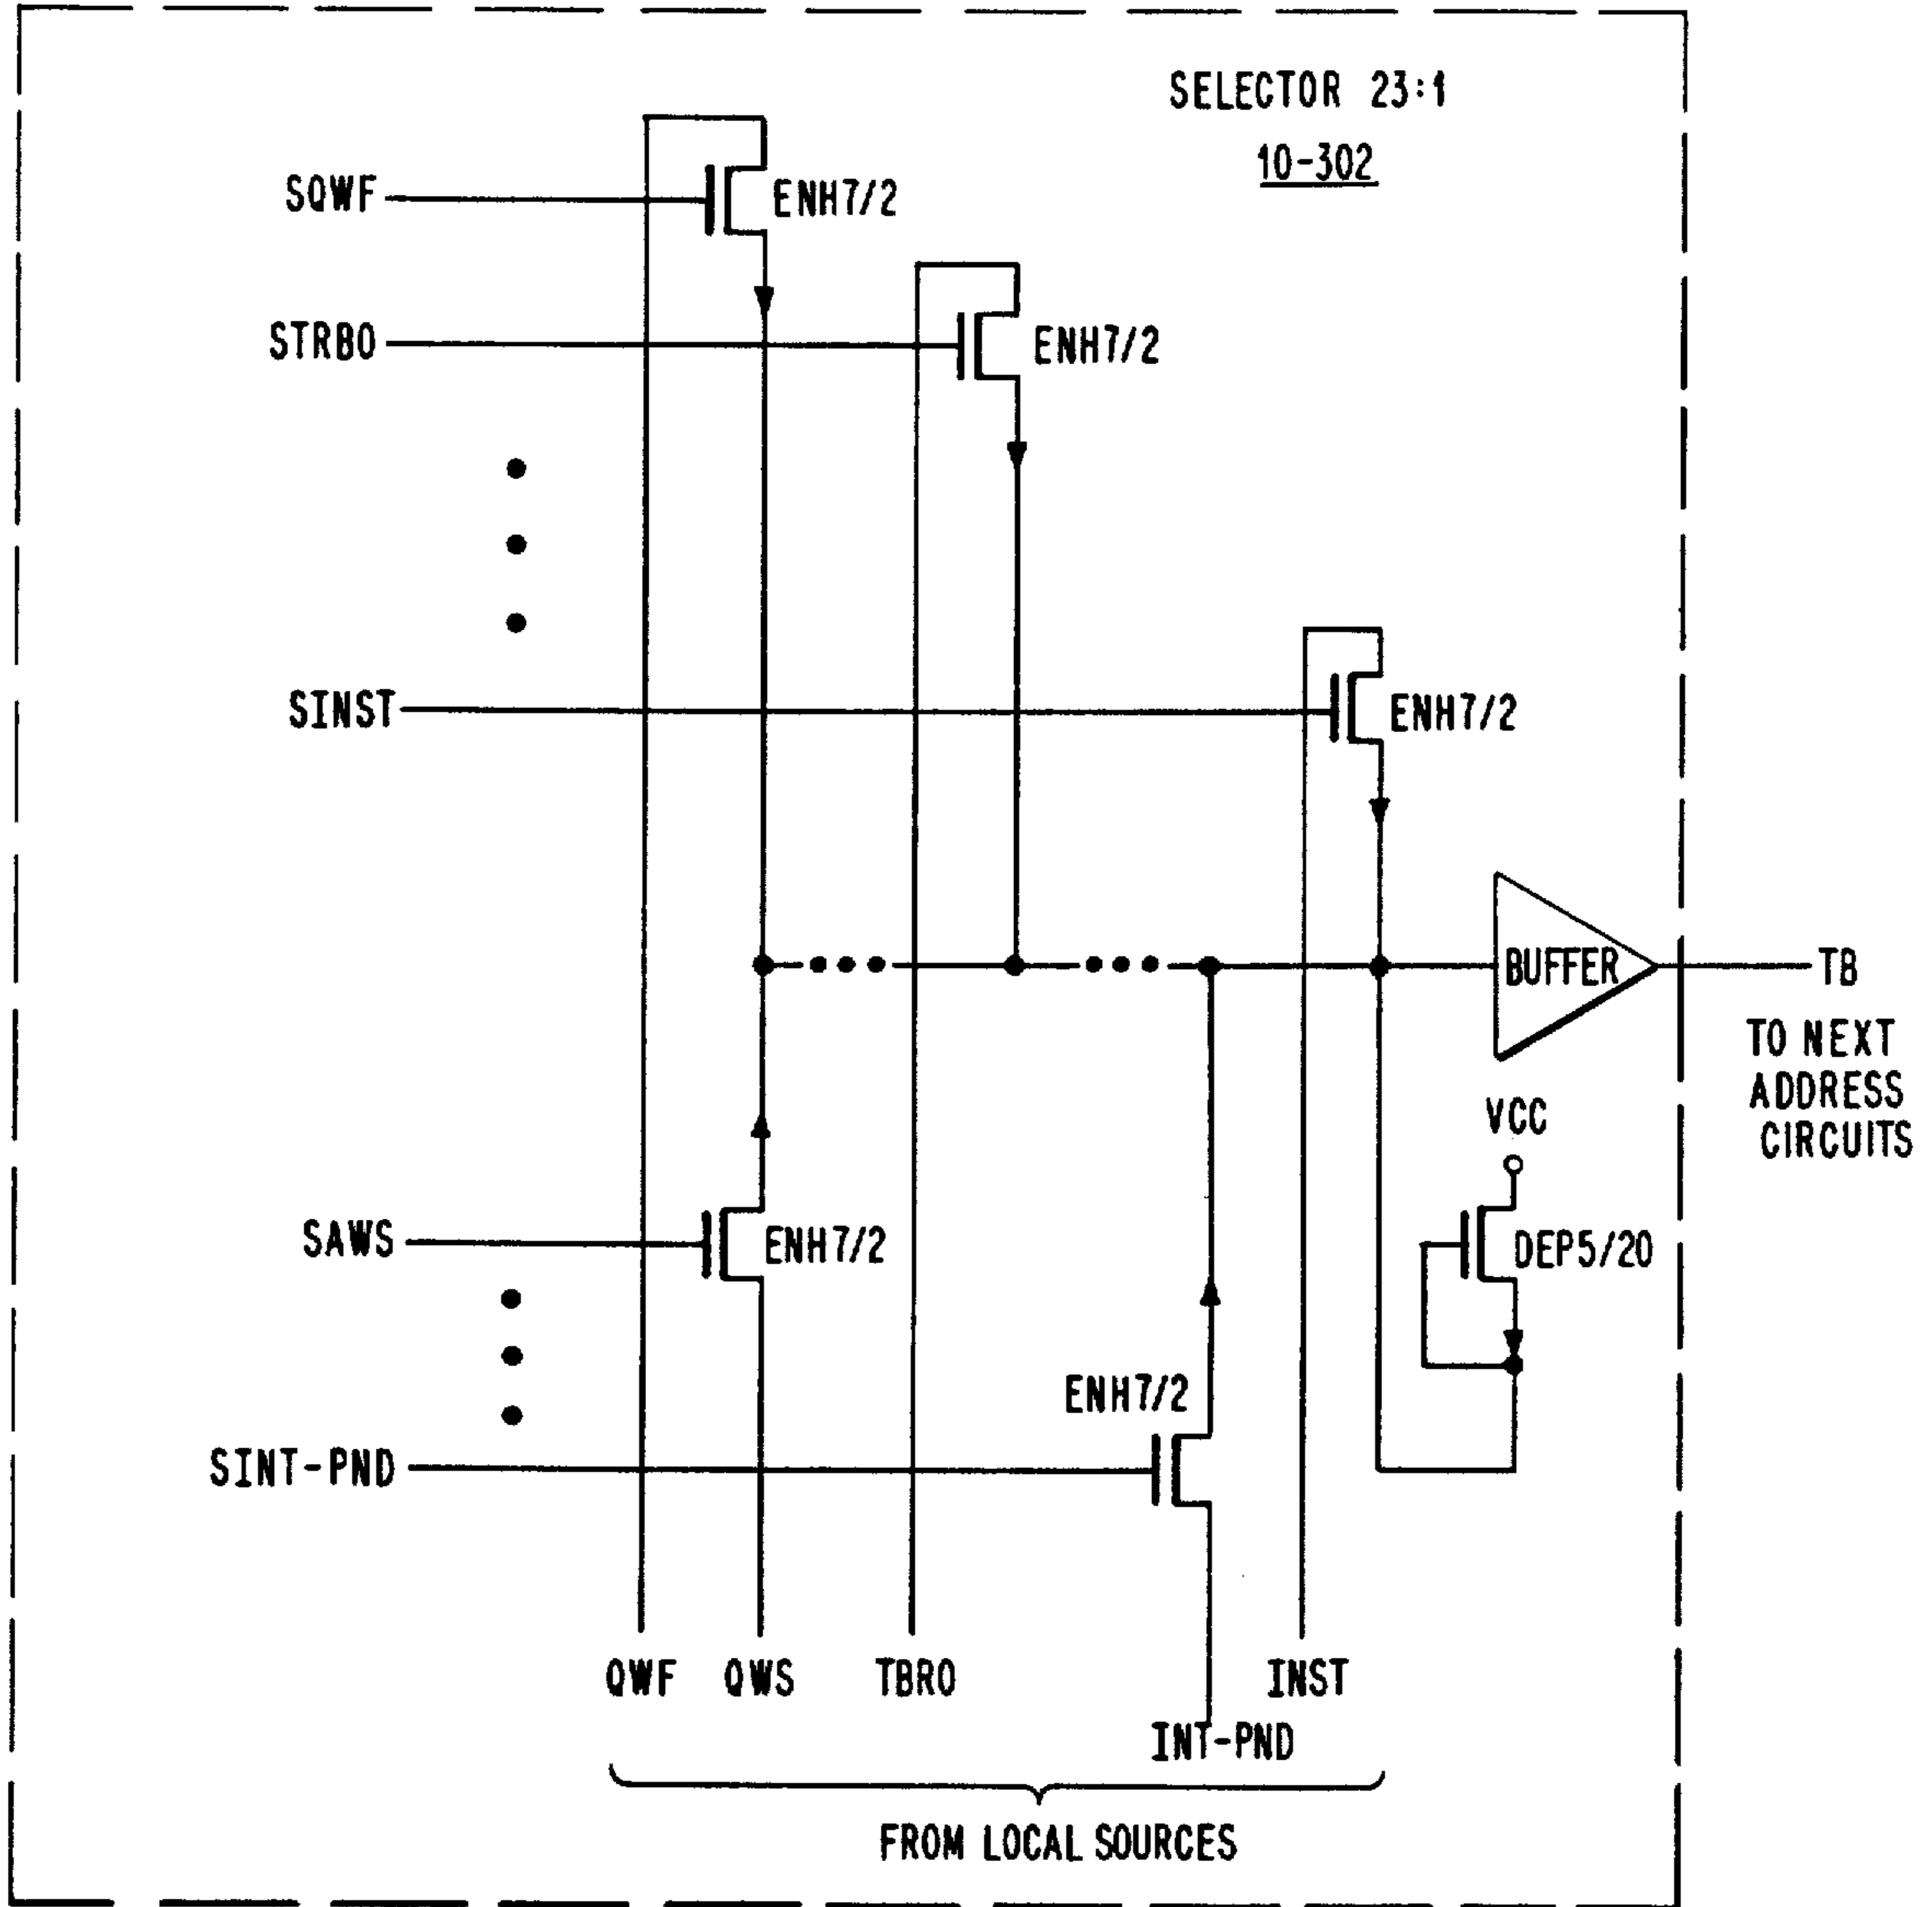 SELECTOR 23:1
10-302
SQWF
ENH7/2
STRBO
ENH7/2
SINST
ENH7/2
BUFFER
TB
TO NEXT
ADDRESS
CIRCUITS
VCC
SAWS
ENH7/2
DEP5/20
ENH7/2
SINT-PND
QWF
QWS
TBRO
INST
INT-PND
FROM LOCAL SOURCES